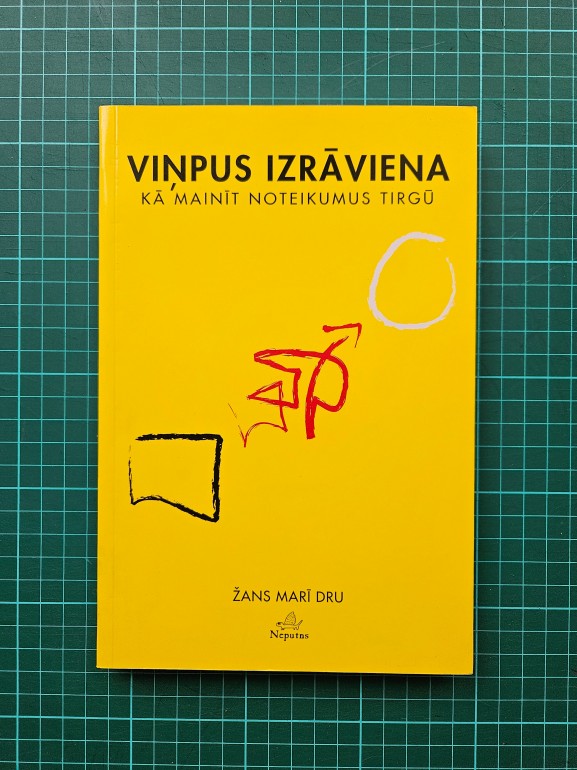 VIŅPUS IZRĀVIENA
KĀ MAINĪT NOTEIKUMUS TIRGŪ
ŽANS MARĪ DRU
Neputns